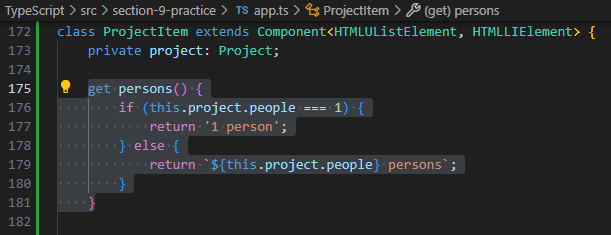 TypeScript > src > section-9-practice > TS app.ts > ProjectItem > (get) persons
172 class ProjectItem extends Component<HTMLUListElement, HTMLLIElement> {
173     private project: Project;
174
175     get persons() {
176         if (this.project.people === 1) {
177             return '1 person';
178         } else {
179             return `${this.project.people} persons`;
180         }
181     }
182